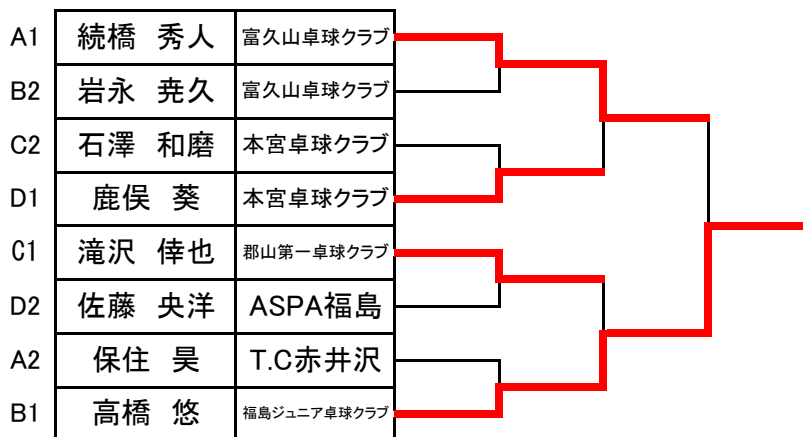 A1 続橋　秀人 富久山卓球クラブ
B2 岩永　尭久 富久山卓球クラブ
C2 石澤　和磨 本宮卓球クラブ
D1 鹿俣　葵 本宮卓球クラブ
C1 滝沢　倖也 郡山第一卓球クラブ
D2 佐藤　央洋 ASPA福島
A2 保住　昊 T.C赤井沢
B1 高橋　悠 福島ジュニア卓球クラブ